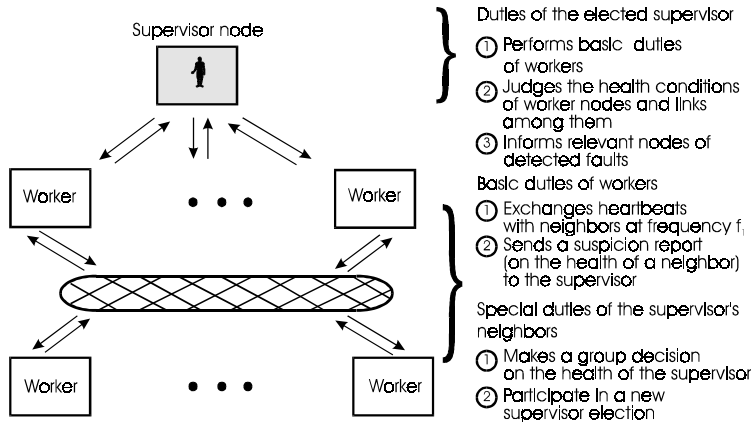 Supervisor node
Worker
Worker
Worker
Worker
Duties of the elected supervisor
1 Performs basic duties
of workers
2 Judges the health conditions
of worker nodes and links
among them
3 Informs relevant nodes of
detected faults
Basic duties of workers
1 Exchanges heartbeats
with neighbors at frequency f1
2 Sends a suspicion report
(on the health of a neighbor)
to the supervisor
Special duties of the supervisor's
neighbors
1 Makes a group decision
on the health of the supervisor
2 Participate in a new
supervisor election